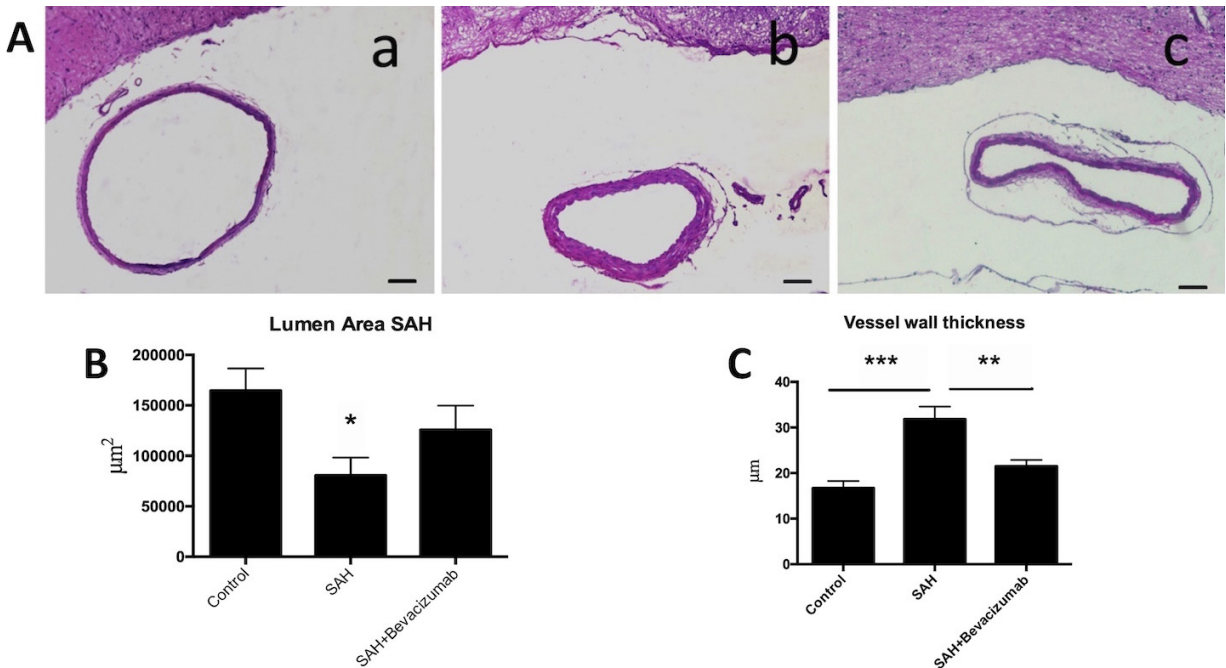 A
a
b
c
Lumen Area SAH
B
200000
150000
100000
50000
0
μm²
*
Control
SAH
SAH+Bevacizumab
Vessel wall thickness
C
***
**
40
30
20
10
0
μm
Control
SAH
SAH+Bevacizumab